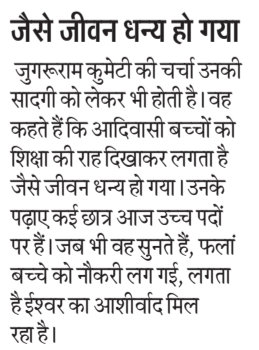 जैसे जीवन धन्य हो गया
जुगरूराम कुमेटी की चर्चा उनकी
सादगी को लेकर भी होती है। वह
कहते हैं कि आदिवासी बच्चों को
शिक्षा की राह दिखाकर लगता है
जैसे जीवन धन्य हो गया। उनके
पढ़ाए कई छात्र आज उच्च पदों
पर हैं। जब भी वह सुनते हैं, फलां
बच्चे को नौकरी लग गई, लगता
है ईश्वर का आशीर्वाद मिल
रहा है।